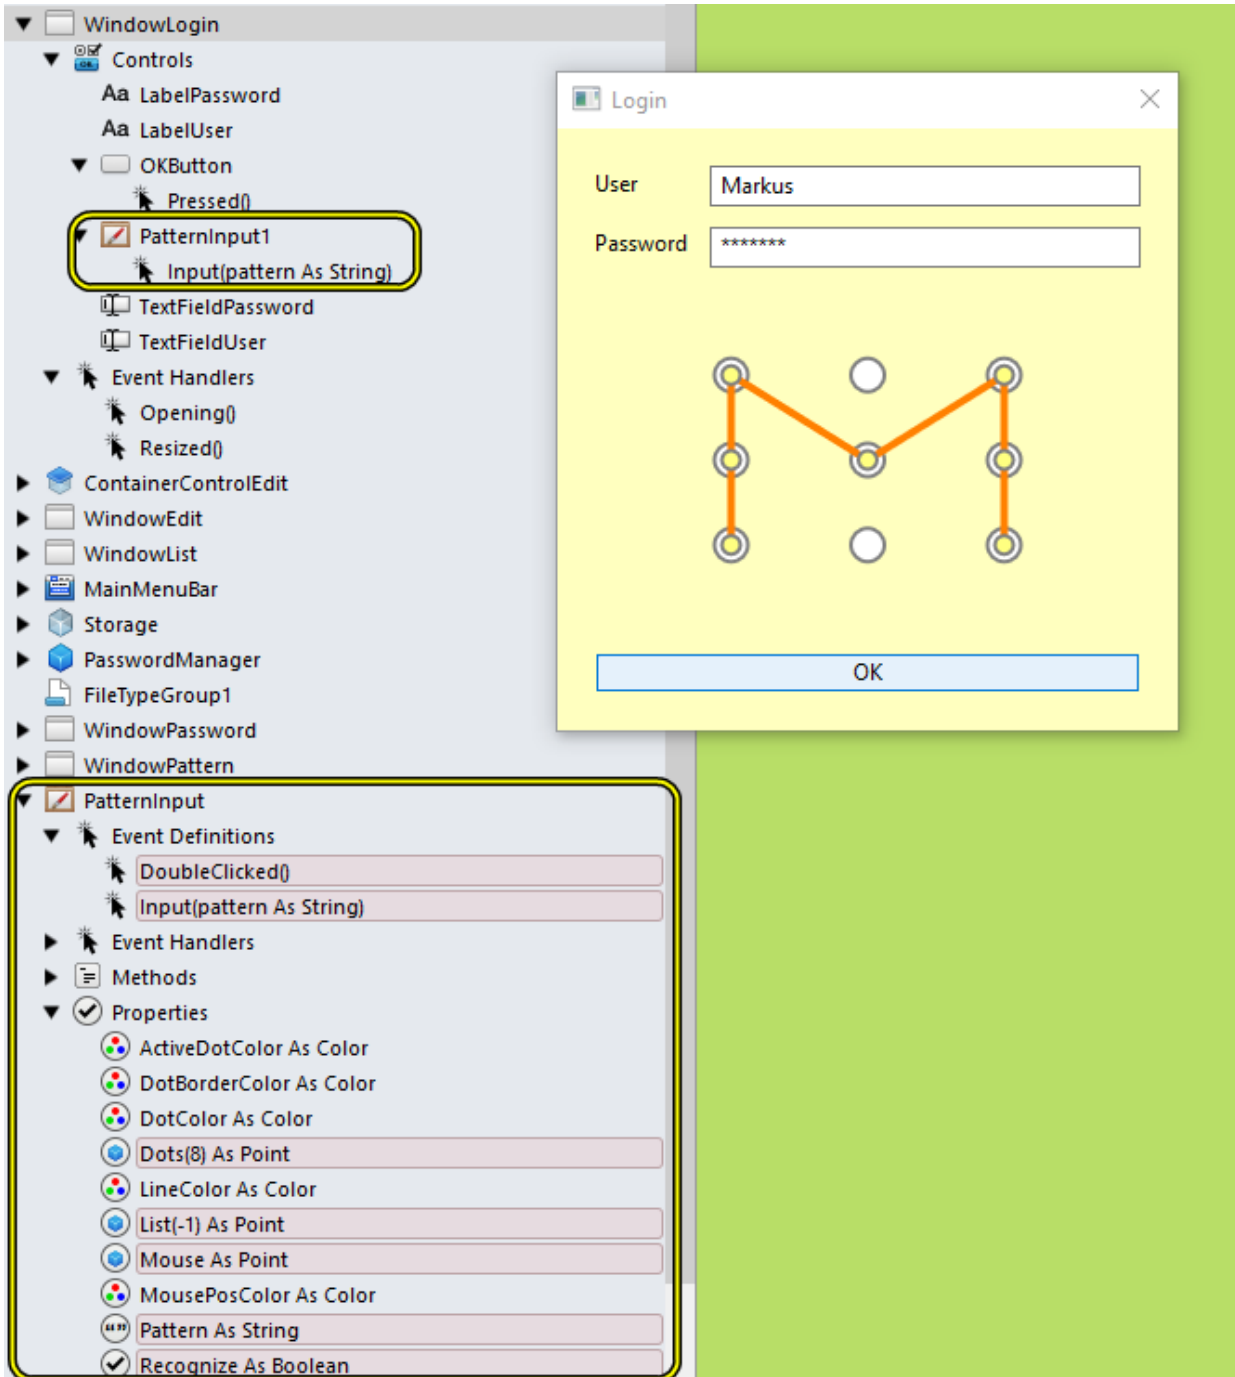 WindowLogin
Controls
Aa LabelPassword
Aa LabelUser
OKButton
Pressed()
PatternInput1
Input(pattern As String)
TextFieldPassword
TextFieldUser
Event Handlers
Opening()
Resized()
ContainerControlEdit
WindowEdit
WindowList
MainMenuBar
Storage
PasswordManager
FileTypeGroup1
WindowPassword
WindowPattern
PatternInput
Event Definitions
DoubleClicked()
Input(pattern As String)
Event Handlers
Methods
Properties
ActiveDotColor As Color
DotBorderColor As Color
DotColor As Color
Dots(8) As Point
LineColor As Color
List(-1) As Point
Mouse As Point
MousePosColor As Color
Pattern As String
Recognize As Boolean
Login
User Markus
Password *******
OK